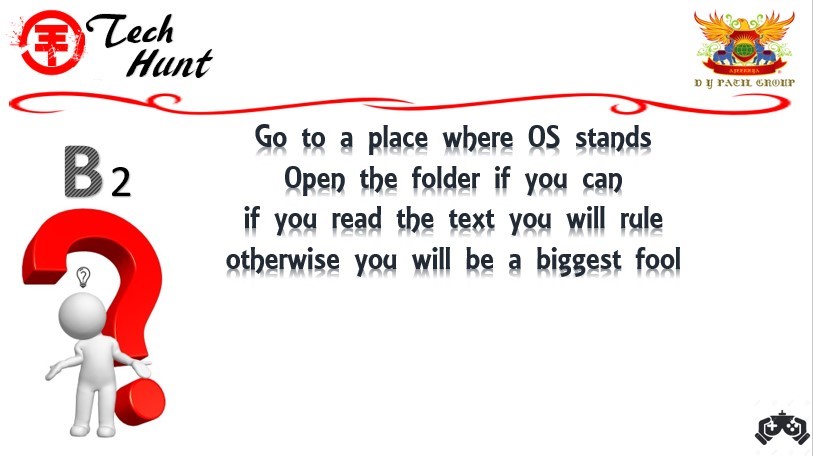 Tech
Hunt
AJEENKYA
D Y PATIL GROUP
B2
Go to a place where OS stands
Open the folder if you can
if you read the text you will rule
otherwise you will be a biggest fool
?